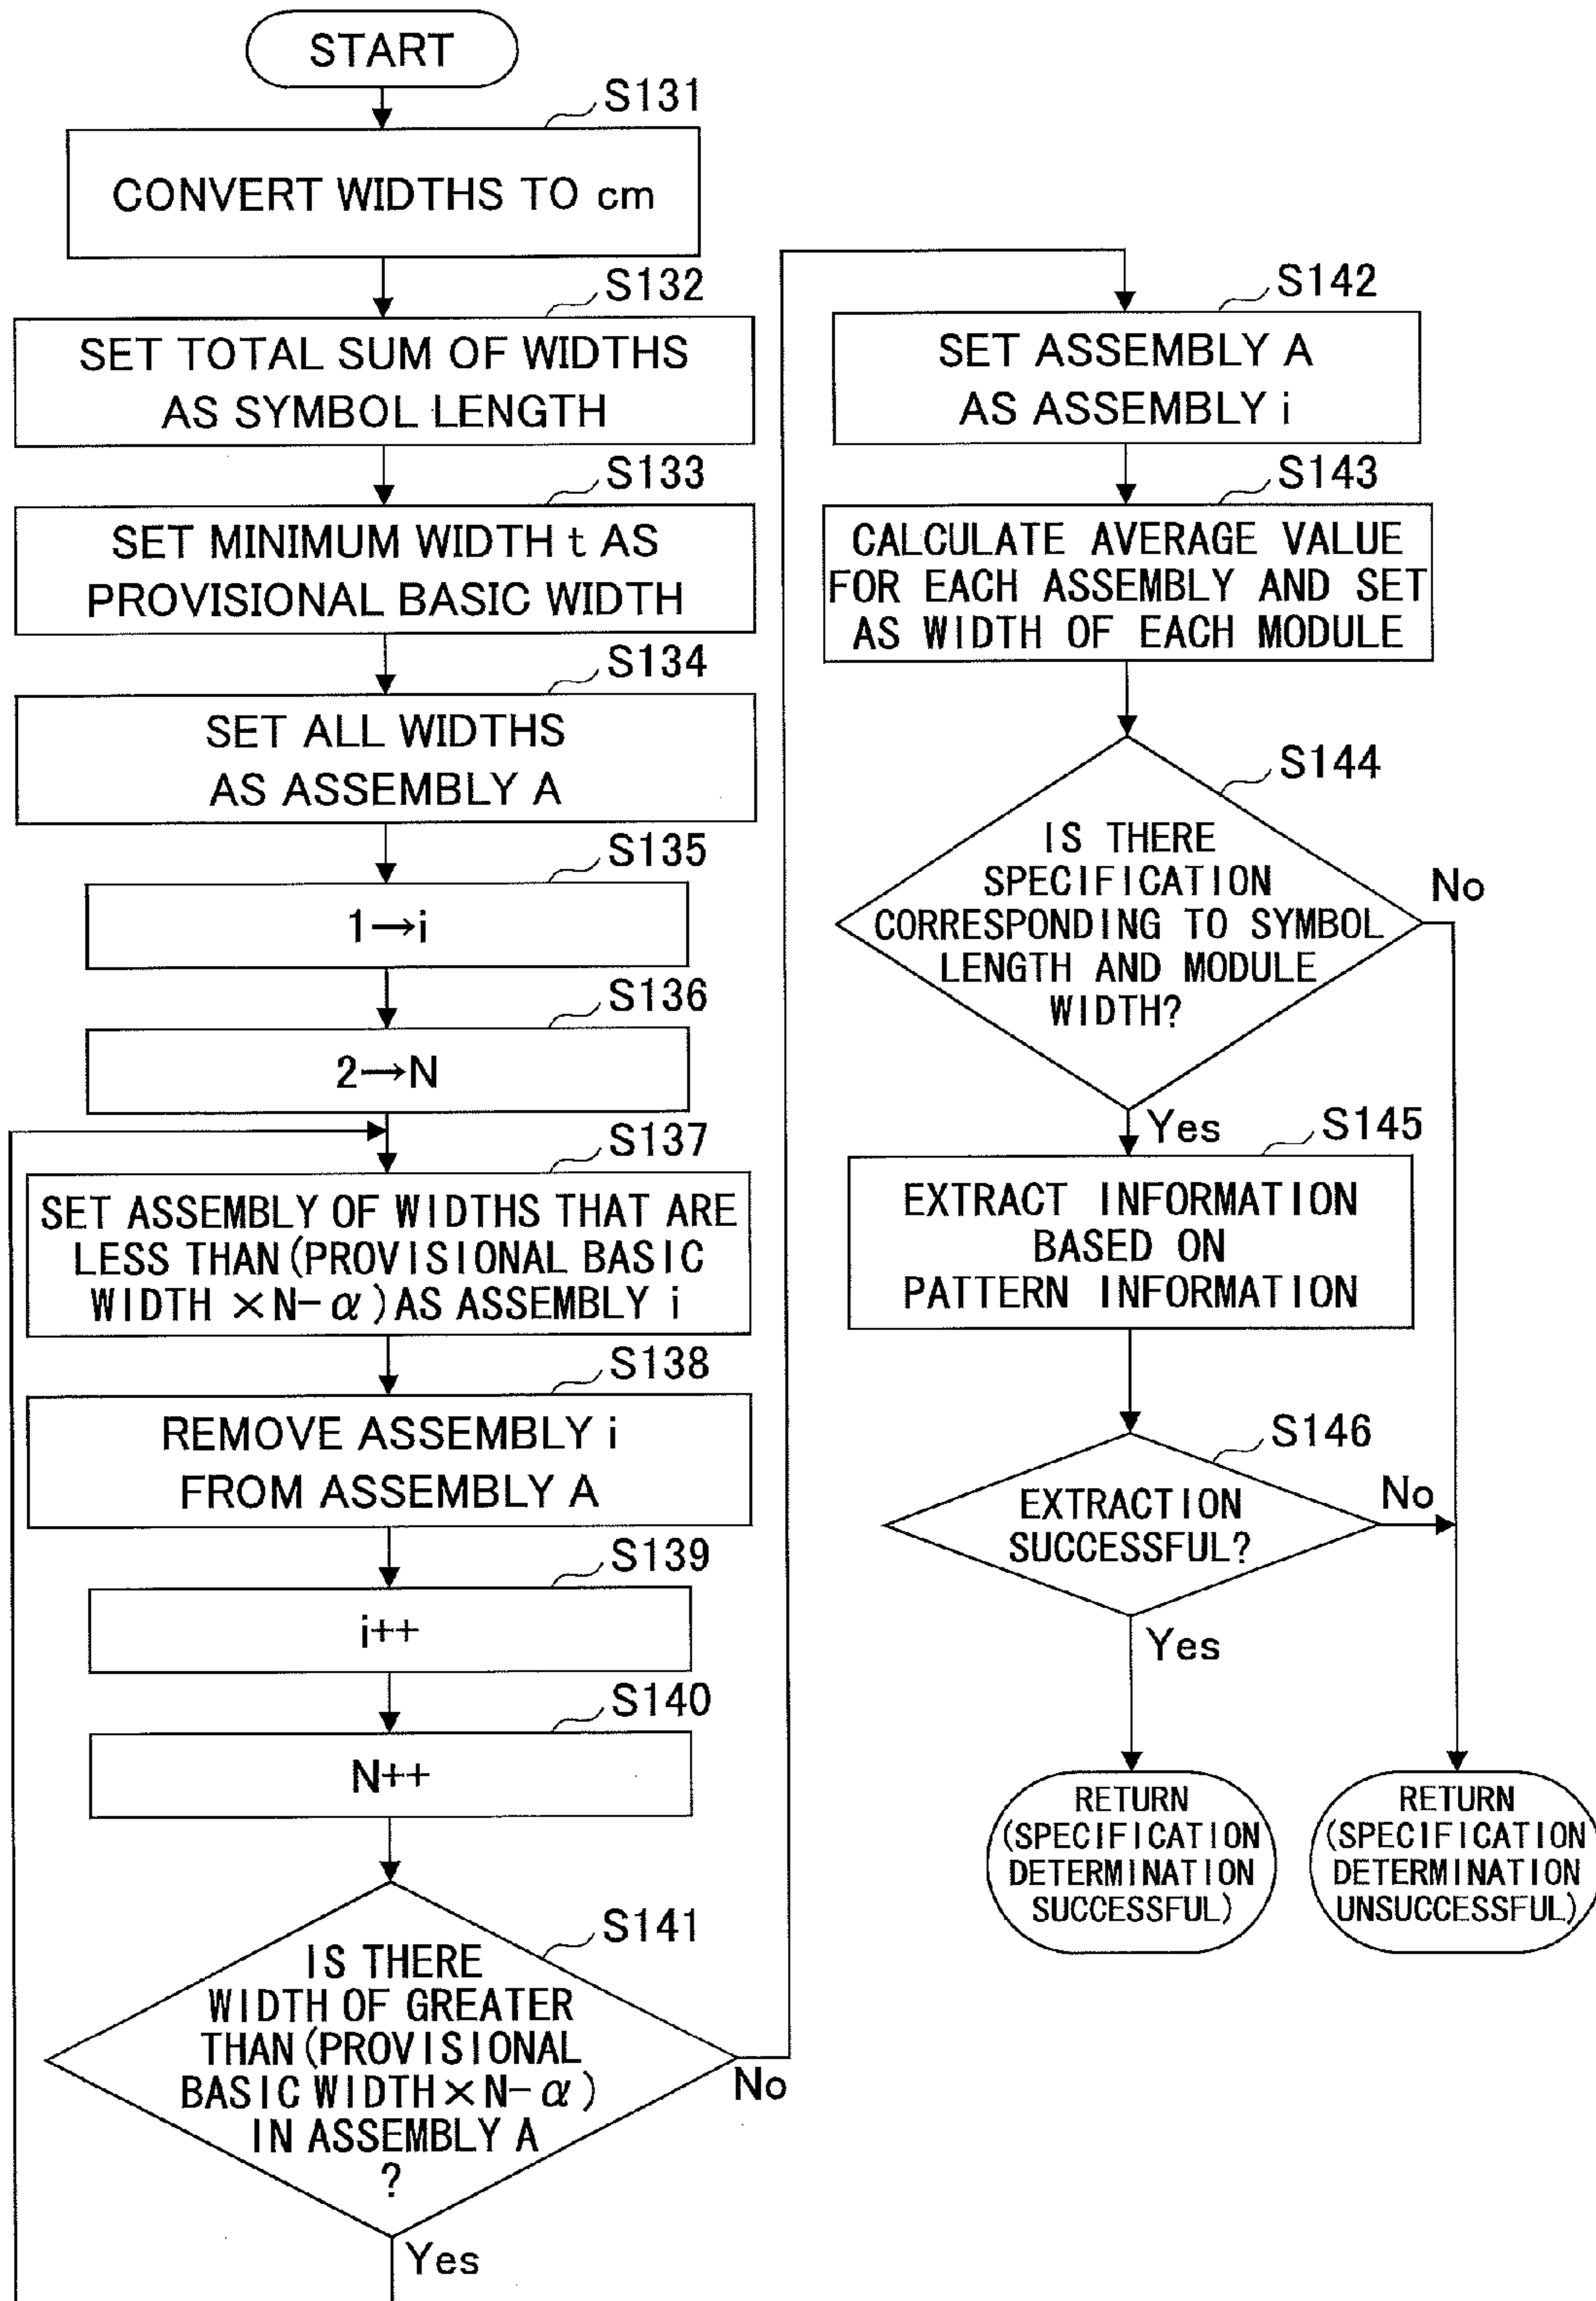 START
S131
CONVERT WIDTHS TO cm
S132
SET TOTAL SUM OF WIDTHS
AS SYMBOL LENGTH
S133
SET MINIMUM WIDTH t AS
PROVISIONAL BASIC WIDTH
S134
SET ALL WIDTHS
AS ASSEMBLY A
S135
1→i
S136
2→N
S137
SET ASSEMBLY OF WIDTHS THAT ARE
LESS THAN (PROVISIONAL BASIC
WIDTH ×N-α) AS ASSEMBLY i
S138
REMOVE ASSEMBLY i
FROM ASSEMBLY A
S139
i++
S140
N++
S141
IS THERE
WIDTH OF GREATER
THAN (PROVISIONAL
BASIC WIDTH×N-α)
IN ASSEMBLY A
?
No
Yes
S142
SET ASSEMBLY A
AS ASSEMBLY i
S143
CALCULATE AVERAGE VALUE
FOR EACH ASSEMBLY AND SET
AS WIDTH OF EACH MODULE
S144
IS THERE
SPECIFICATION
CORRESPONDING TO SYMBOL
LENGTH AND MODULE
WIDTH?
No
Yes
S145
EXTRACT INFORMATION
BASED ON
PATTERN INFORMATION
S146
EXTRACTION
SUCCESSFUL?
No
Yes
RETURN
(SPECIFICATION
DETERMINATION
SUCCESSFUL)
RETURN
(SPECIFICATION
DETERMINATION
UNSUCCESSFUL)